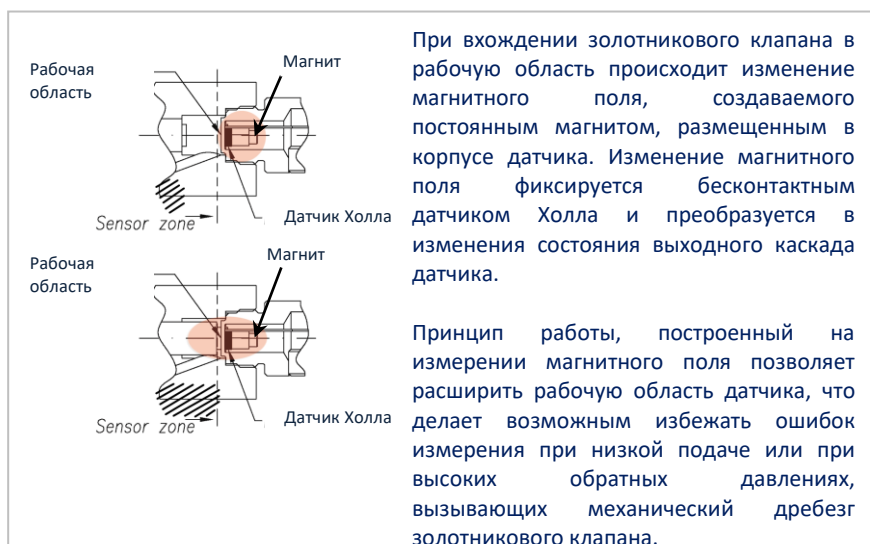 Рабочая
область
Магнит
Датчик Холла
Sensor zone
Рабочая
область
Магнит
Датчик Холла
Sensor zone
При вхождении золотникового клапана в
рабочую область происходит изменение
магнитного поля, создаваемого
постоянным магнитом, размещенным в
корпусе датчика. Изменение магнитного
поля фиксируется бесконтактным
датчиком Холла и преобразуется в
изменения состояния выходного каскада
датчика.
Принцип работы, построенный на
измерении магнитного поля позволяет
расширить рабочую область датчика, что
делает возможным избежать ошибок
измерения при низкой подаче или при
высоких обратных давлениях,
вызывающих механический дребезг
золотникового клапана.